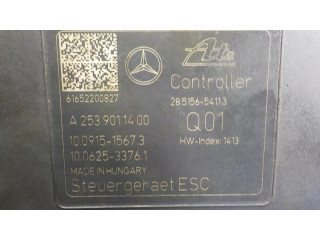 Ate
Controller
61652200827
28.5156-5411.3
A 253 901 14 00
Q01
10.0915-1567.3
HW-Index: 1413
10.0625-3376.1
MADE IN HUNGARY
Steuergeraet ESC